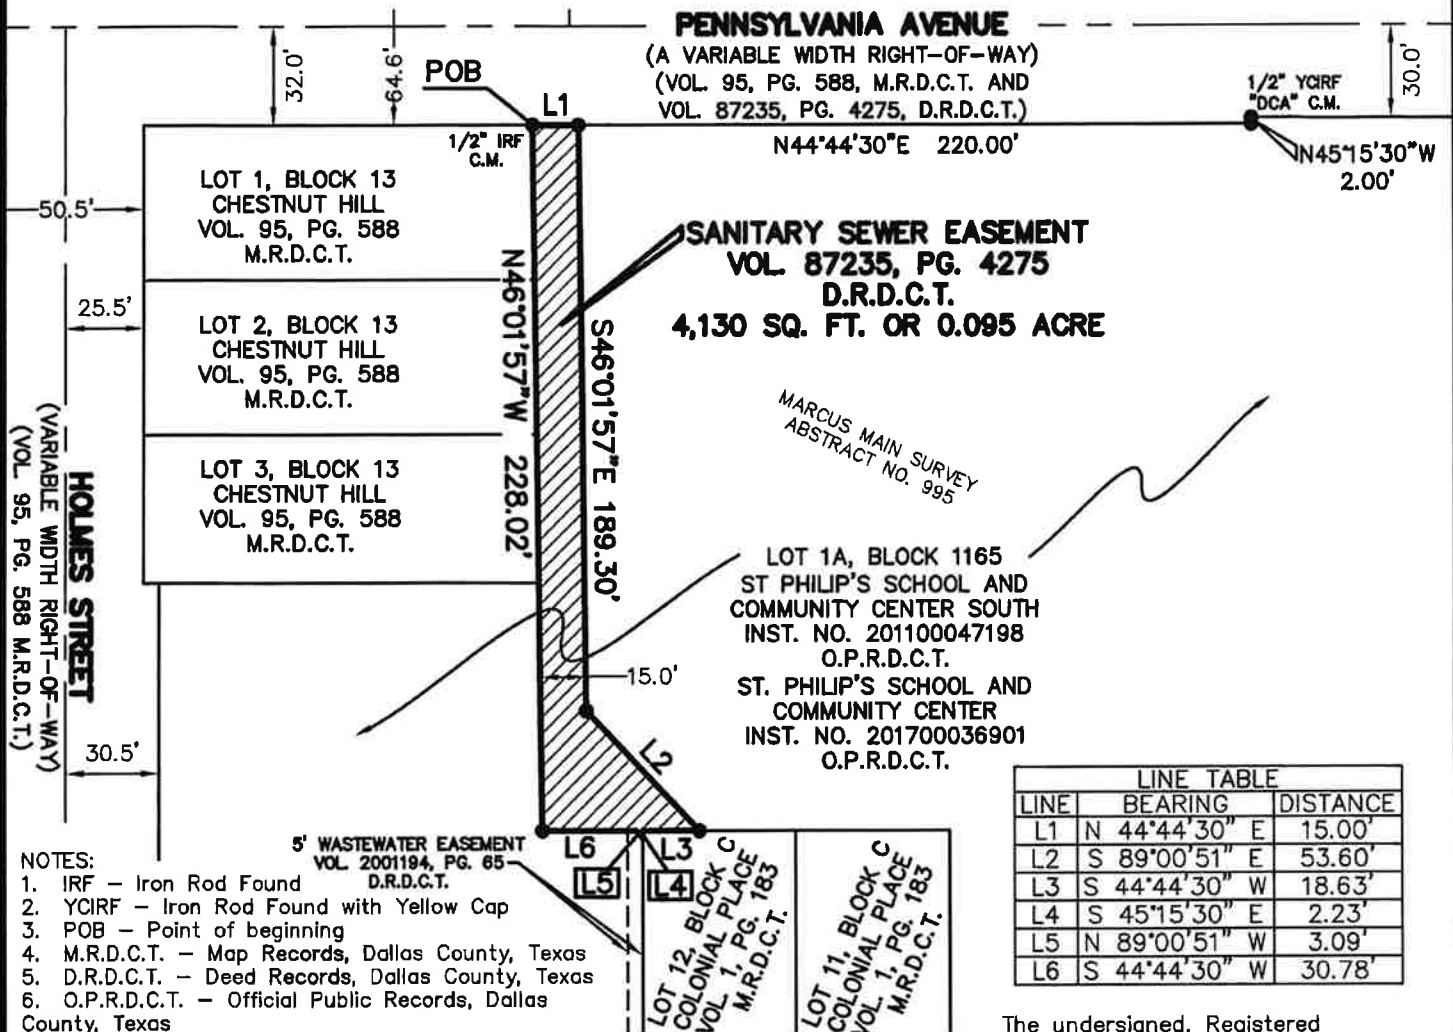 PENNSYLVANIA AVENUE
(A VARIABLE WIDTH RIGHT-OF-WAY)
(VOL. 95, PG. 588, M.R.D.C.T. AND
VOL. 87235, PG. 4275, D.R.D.C.T.)
32.0'
64.6'
30.0'
POB
L1
1/2" IRF
C.M.
N44°44'30"E 220.00'
1/2" YCIRF
"DCA" C.M.
N45°15'30"W
2.00'
LOT 1, BLOCK 13
CHESTNUT HILL
VOL. 95, PG. 588
M.R.D.C.T.
50.5'
25.5'
LOT 2, BLOCK 13
CHESTNUT HILL
VOL. 95, PG. 588
M.R.D.C.T.
LOT 3, BLOCK 13
CHESTNUT HILL
VOL. 95, PG. 588
M.R.D.C.T.
N46°01'57"W 228.02'
S46°01'57"E 189.30'
SANITARY SEWER EASEMENT
VOL. 87235, PG. 4275
D.R.D.C.T.
4,130 SQ. FT. OR 0.095 ACRE
MARCUS MAIN SURVEY
ABSTRACT NO. 995
HOLMES STREET
(VARIABLE WIDTH RIGHT-OF-WAY)
(VOL. 95, PG. 588 M.R.D.C.T.)
30.5'
LOT 1A, BLOCK 1165
ST PHILIP'S SCHOOL AND
COMMUNITY CENTER SOUTH
INST. NO. 201100047198
O.P.R.D.C.T.
ST. PHILIP'S SCHOOL AND
COMMUNITY CENTER
INST. NO. 201700036901
O.P.R.D.C.T.
15.0'
L2
L6
L3
L5
L4
5' WASTEWATER EASEMENT
VOL. 2001194, PG. 65
D.R.D.C.T.
LOT 12, BLOCK C
COLONIAL PLACE
VOL. 1, PG. 183
M.R.D.C.T.
LOT 11, BLOCK C
COLONIAL PLACE
VOL. 1, PG. 183
M.R.D.C.T.
LINE TABLE
LINE BEARING DISTANCE
L1 N 44°44'30" E 15.00'
L2 S 89°00'51" E 53.60'
L3 S 44°44'30" W 18.63'
L4 S 45°15'30" E 2.23'
L5 N 89°00'51" W 3.09'
L6 S 44°44'30" W 30.78'
NOTES:
1. IRF - Iron Rod Found
2. YCIRF - Iron Rod Found with Yellow Cap
3. POB - Point of beginning
4. M.R.D.C.T. - Map Records, Dallas County, Texas
5. D.R.D.C.T. - Deed Records, Dallas County, Texas
6. O.P.R.D.C.T. - Official Public Records, Dallas
County, Texas
The undersigned, Registered